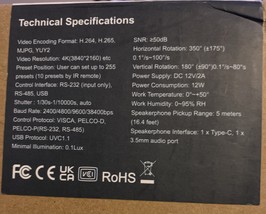 Technical Specifications
Video Encoding Format: H.264, H.265,
MJPG, YUY2
Video Resolution: 4K(3840*2160) etc
Preset Position: User can set up to 255
presets (10 presets by IR remote)
Control Interface: RS-232 (input only),
RS-485, USB
Shutter: 1/30s-1/10000s, auto
Baud Rate: 2400/4800/9600/38400bps
Control Protocol: VISCA, PELCO-D,
PELCO-P(RS-232, RS-485)
USB Protocol: UVC1.1
Minimal Illumination: 0.1Lux
SNR: ≥50dB
Horizontal Rotation: 350° (±175°)
0.1°/s~100°/s
Vertical Rotation: 180° (±90°)0.1°/s~80°/s
Power Supply: DC 12V/2A
Power Consumption: 12W
Work Temperature: 0°~+50°
Work Humidity: 0~95% RH
Speakerphone Pickup Range: 5 meters
(16.4 feet)
Speakerphone Interface: 1 x Type-C, 1 x
3.5mm audio port
CE FC UKCA VCCI RoHS